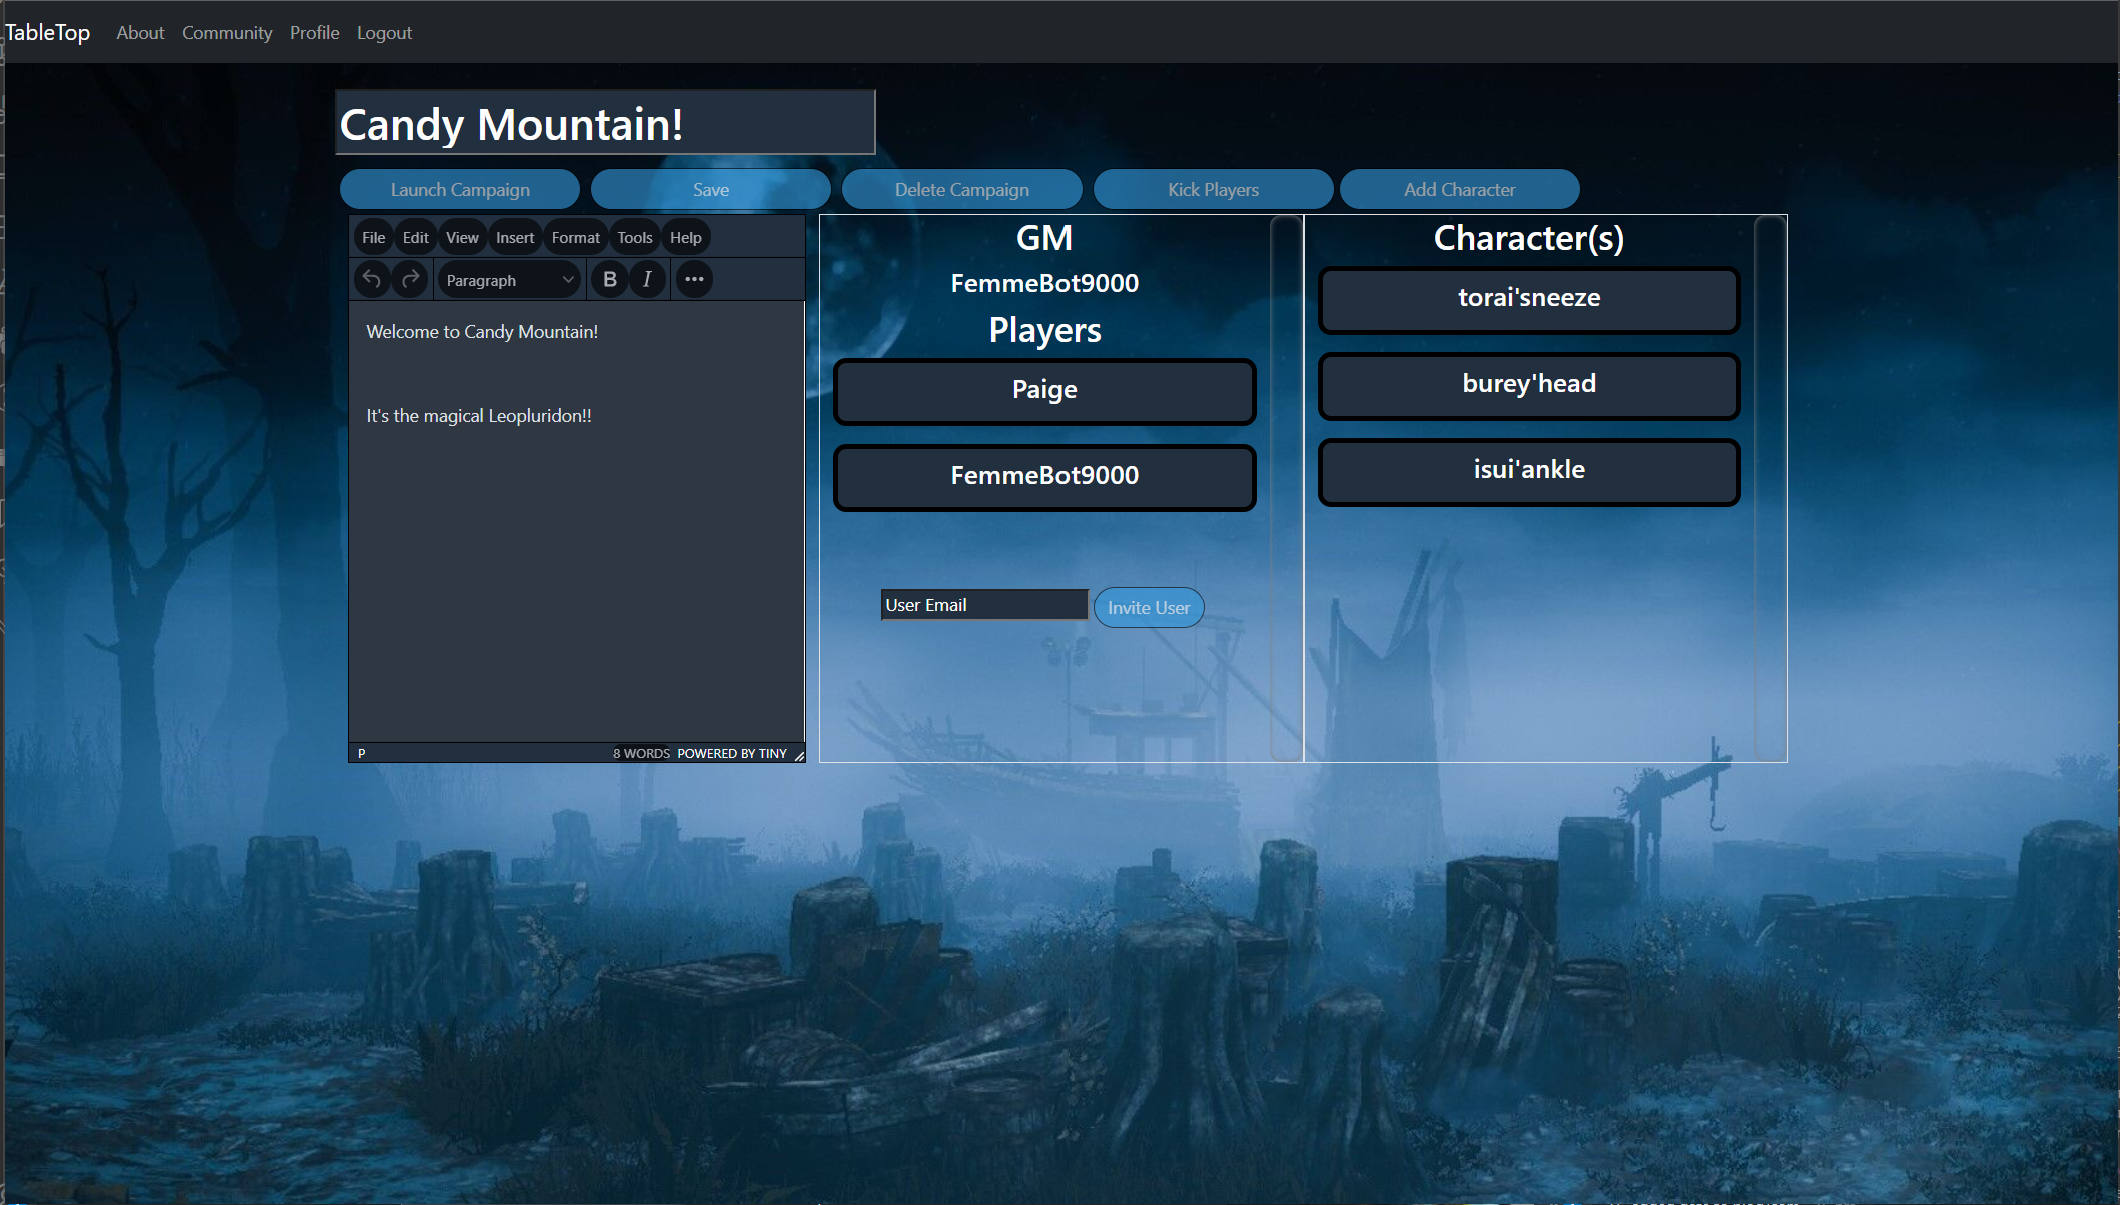 TableTop About Community Profile Logout
Candy Mountain!
Launch Campaign Save Delete Campaign Kick Players Add Character
File Edit View Insert Format Tools Help
Paragraph B I
Welcome to Candy Mountain!
It's the magical Leopluridon!!
P 8 WORDS POWERED BY TINY
GM
FemmeBot9000
Players
Paige
FemmeBot9000
User Email Invite User
Character(s)
torai'sneeze
burey'head
isui'ankle